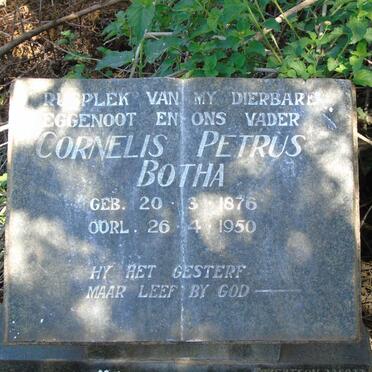 RUSPLEK VAN MY DIERBARE
EGGENOOT EN ONS VADER
CORNELIS PETRUS
BOTHA
GEB. 20 - 3 - 1876
OORL. 26 - 4 - 1950
HY HET GESTERF
MAAR LEEF BY GOD —